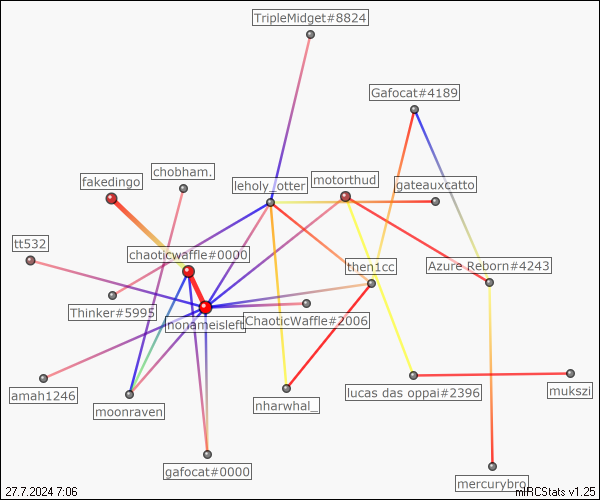 TripleMidget#8824
Gafocat#4189
chobham.
fakedingo
leholy_otter
motorthud
gateauxcatto
tt532
chaoticwaffle#0000
then1cc
Azure Reborn#4243
Thinker#5995
nonameisleft
ChaoticWaffle#2006
amah1246
moonraven
nharwhal_
lucas das oppai#2396
mukszi
gafocat#0000
mercurybro
27.7.2024 7:06
mIRCStats v1.25